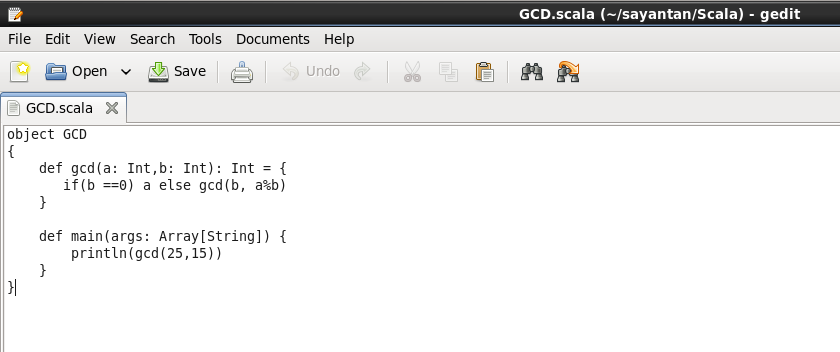 GCD.scala (~/sayantan/Scala) - gedit
File Edit View Search Tools Documents Help
Open Save Undo
GCD.scala
object GCD
{
    def gcd(a: Int,b: Int): Int = {
       if(b ==0) a else gcd(b, a%b)
    }

    def main(args: Array[String]) {
        println(gcd(25,15))
    }
}